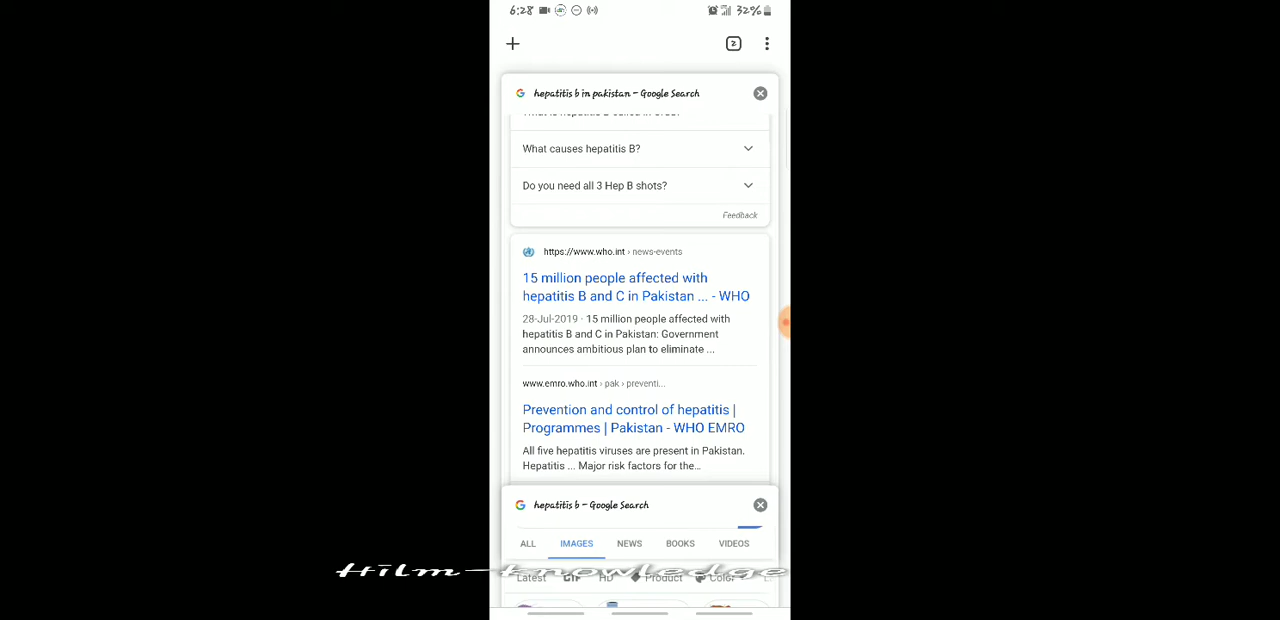 6:28 32%
2
hepatitis b in pakistan - Google Search
What causes hepatitis B?
Do you need all 3 Hep B shots?
Feedback
https://www.who.int › news-events
15 million people affected with
hepatitis B and C in Pakistan ... - WHO
28-Jul-2019 · 15 million people affected with
hepatitis B and C in Pakistan: Government
announces ambitious plan to eliminate ...
www.emro.who.int › pak › preventi...
Prevention and control of hepatitis |
Programmes | Pakistan - WHO EMRO
All five hepatitis viruses are present in Pakistan.
Hepatitis ... Major risk factors for the...
hepatitis b - Google Search
ALL IMAGES NEWS BOOKS VIDEOS
Hilm-knowledge
Latest GIF HD Product Color